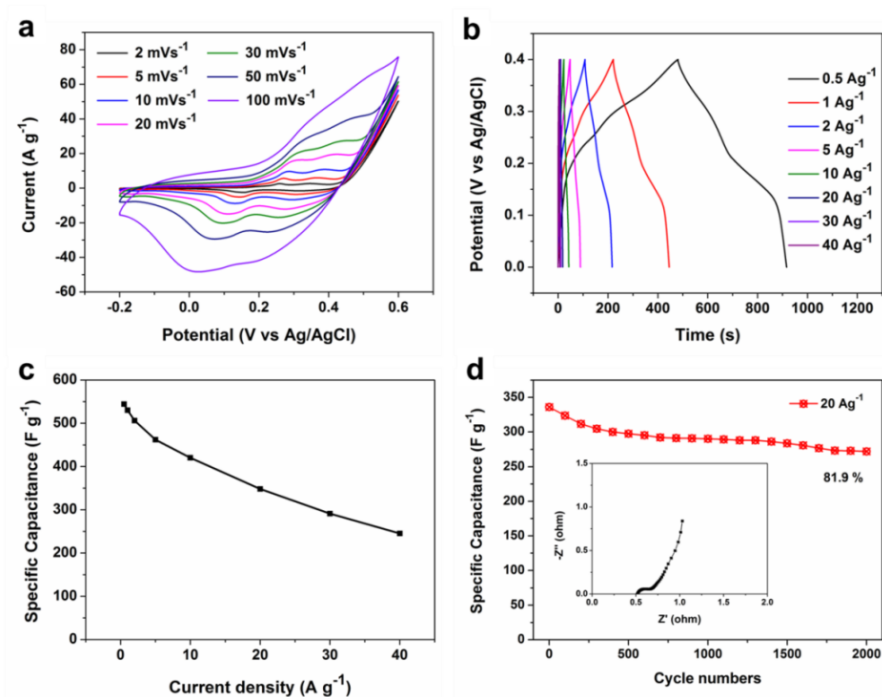 a
2 mVs-1
5 mVs-1
10 mVs-1
20 mVs-1
30 mVs-1
50 mVs-1
100 mVs-1
80
60
40
20
0
-20
-40
-60
Current (A g-1)
-0.2 0.0 0.2 0.4 0.6
Potential (V vs Ag/AgCl)
b
0.5 Ag-1
1 Ag-1
2 Ag-1
5 Ag-1
10 Ag-1
20 Ag-1
30 Ag-1
40 Ag-1
0.4
0.3
0.2
0.1
0.0
Potential (V vs Ag/AgCl)
0 200 400 600 800 1000 1200
Time (s)
c
600
500
400
300
200
100
0
Specific Capacitance (F g-1)
0 10 20 30 40
Current density (A g-1)
d
20 Ag-1
81.9 %
350
300
250
200
150
100
50
0
Specific Capacitance (F g-1)
-1.5
-1.0
-0.5
0.0
-Z'' (ohm)
0.0 0.5 1.0 2.0
Z' (ohm)
0 500 1000 1500 2000
Cycle numbers